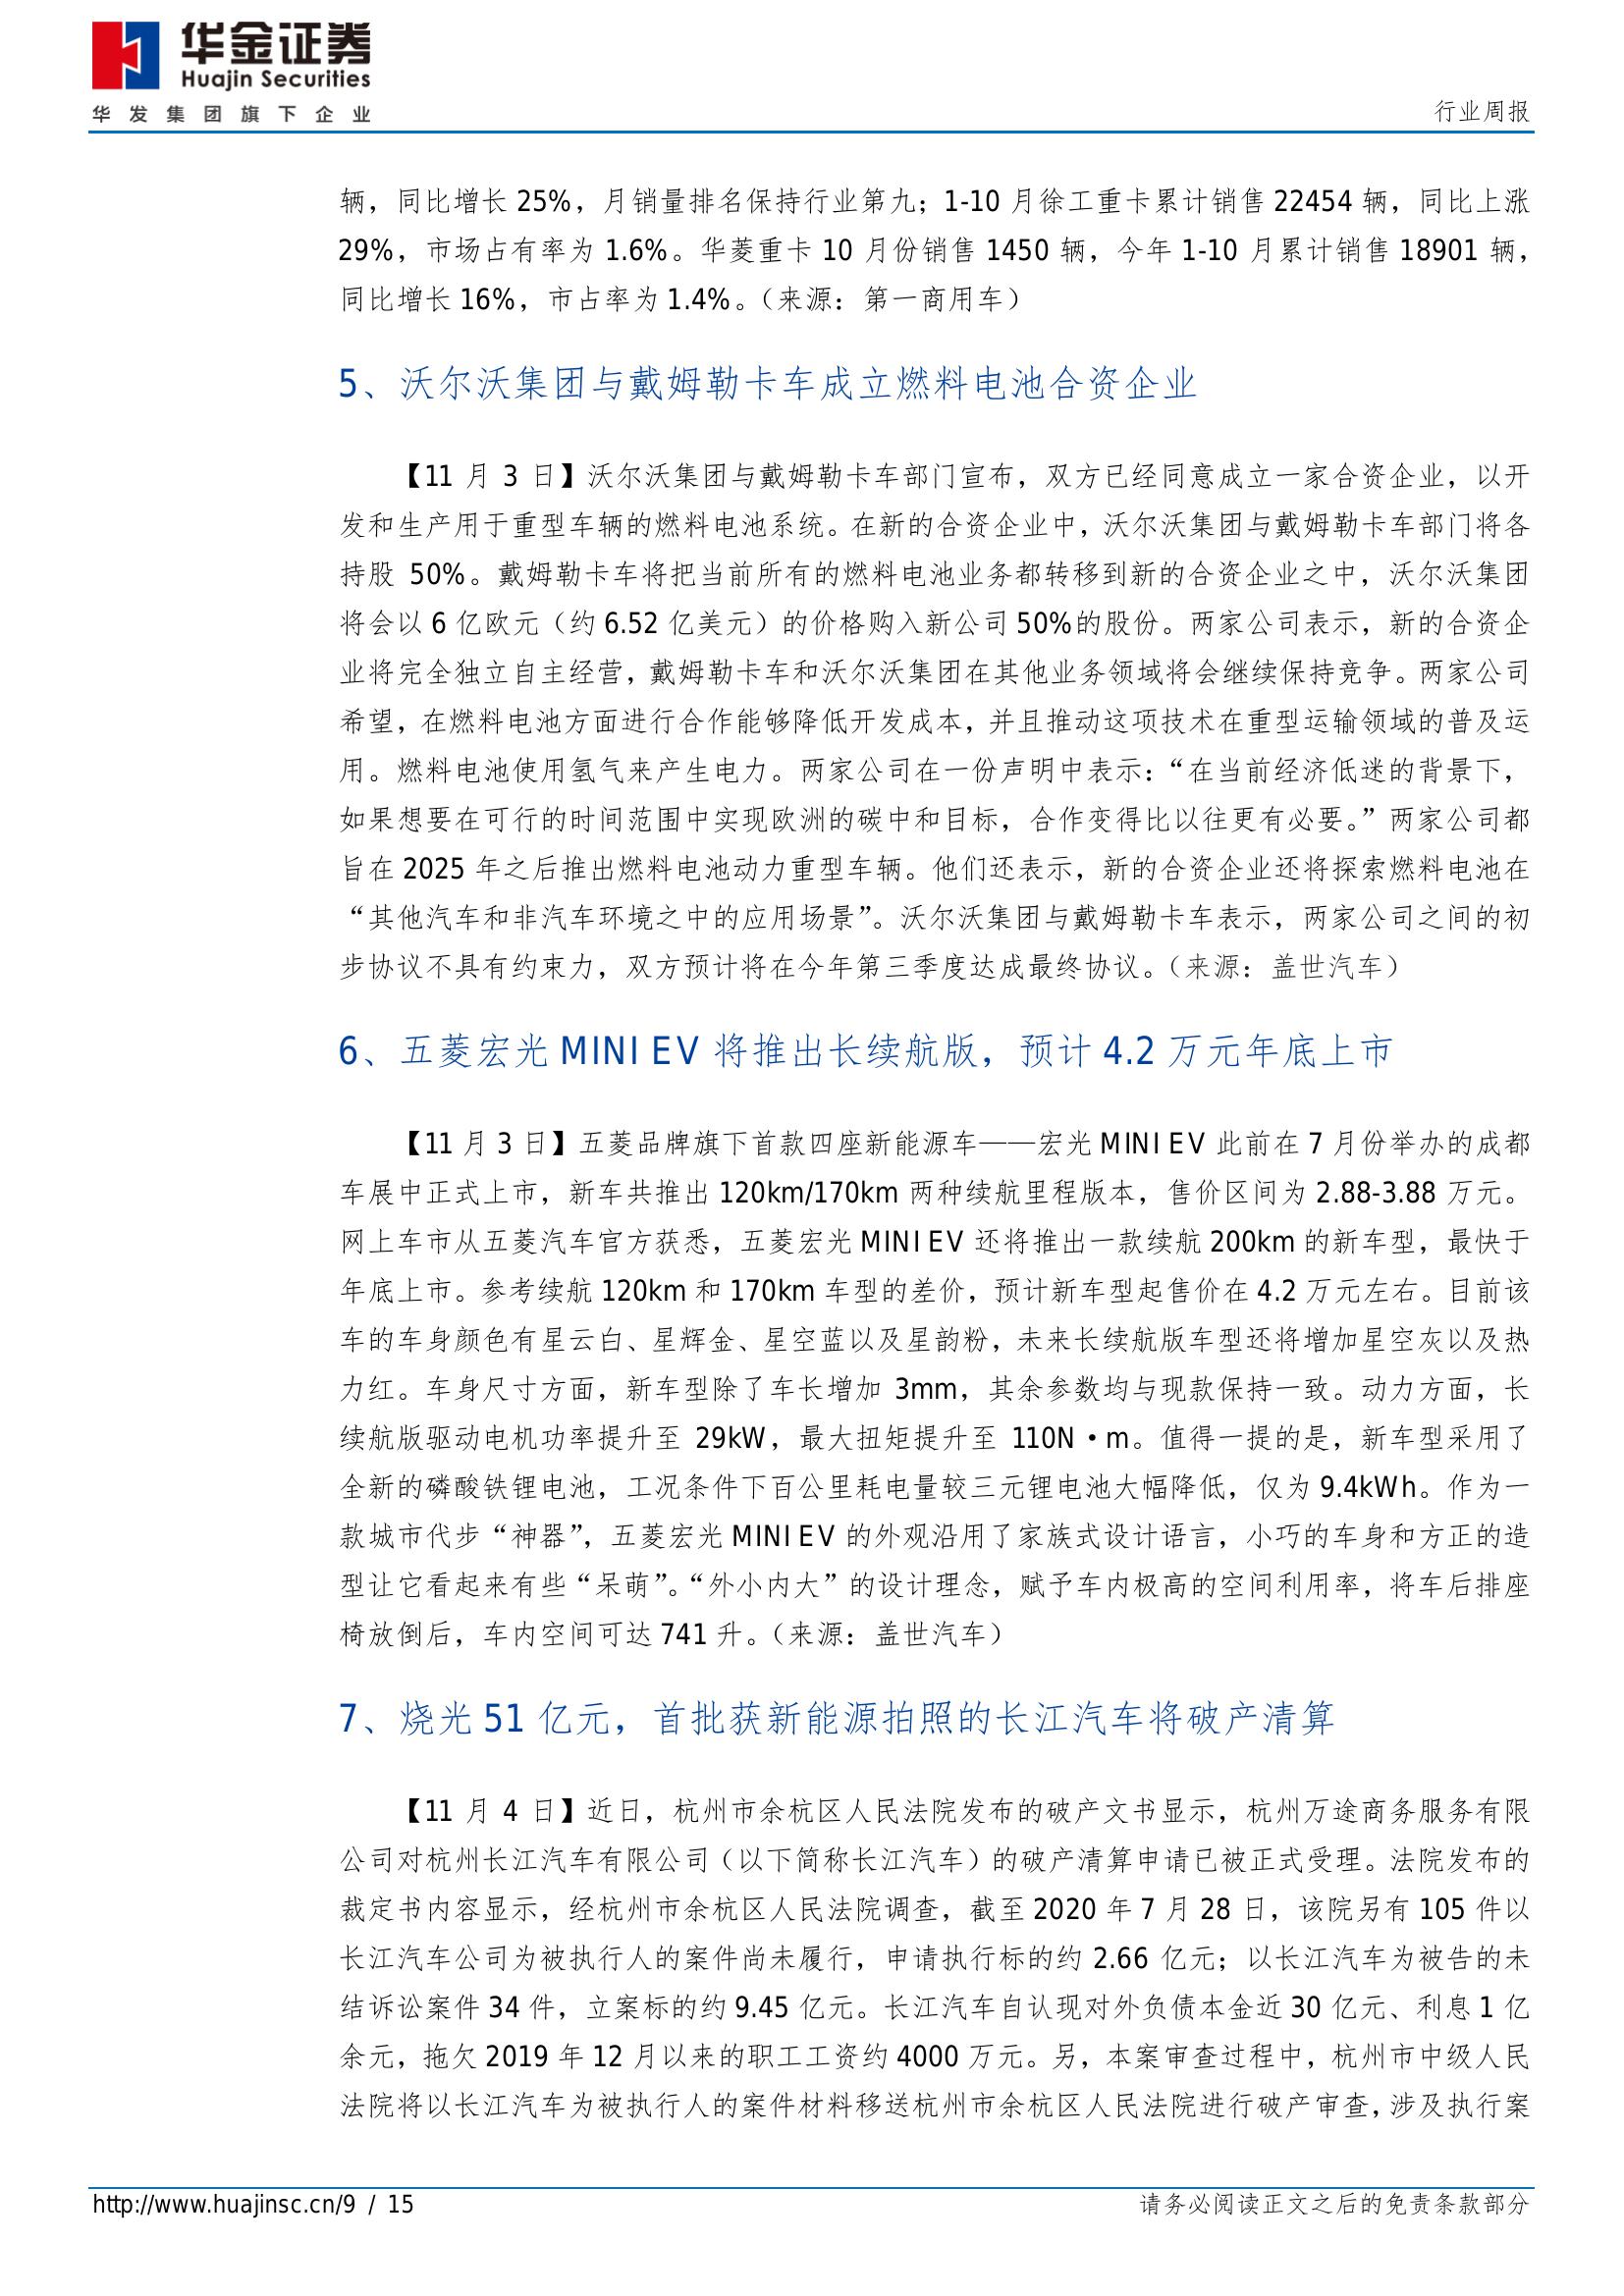 华金证券
Huajin Securities
华发集团旗下企业
行业周报
辆，同比增长 25%，月销量排名保持行业第九；1-10 月徐工重卡累计销售 22454 辆，同比上涨
29%，市场占有率为 1.6%。华菱重卡 10 月份销售 1450 辆，今年 1-10 月累计销售 18901 辆，
同比增长 16%，市占率为 1.4%。（来源：第一商用车）
5、沃尔沃集团与戴姆勒卡车成立燃料电池合资企业
【11 月 3 日】沃尔沃集团与戴姆勒卡车部门宣布，双方已经同意成立一家合资企业，以开
发和生产用于重型车辆的燃料电池系统。在新的合资企业中，沃尔沃集团与戴姆勒卡车部门将各
持股 50%。戴姆勒卡车将把当前所有的燃料电池业务都转移到新的合资企业之中，沃尔沃集团
将会以 6 亿欧元（约 6.52 亿美元）的价格购入新公司 50%的股份。两家公司表示，新的合资企
业将完全独立自主经营，戴姆勒卡车和沃尔沃集团在其他业务领域将会继续保持竞争。两家公司
希望，在燃料电池方面进行合作能够降低开发成本，并且推动这项技术在重型运输领域的普及运
用。燃料电池使用氢气来产生电力。两家公司在一份声明中表示：“在当前经济低迷的背景下，
如果想要在可行的时间范围中实现欧洲的碳中和目标，合作变得比以往更有必要。”两家公司都
旨在 2025 年之后推出燃料电池动力重型车辆。他们还表示，新的合资企业还将探索燃料电池在
“其他汽车和非汽车环境之中的应用场景”。沃尔沃集团与戴姆勒卡车表示，两家公司之间的初
步协议不具有约束力，双方预计将在今年第三季度达成最终协议。（来源：盖世汽车）
6、五菱宏光 MINI EV 将推出长续航版，预计 4.2 万元年底上市
【11 月 3 日】五菱品牌旗下首款四座新能源车——宏光 MINI EV 此前在 7 月份举办的成都
车展中正式上市，新车共推出 120km/170km 两种续航里程版本，售价区间为 2.88-3.88 万元。
网上车市从五菱汽车官方获悉，五菱宏光 MINI EV 还将推出一款续航 200km 的新车型，最快于
年底上市。参考续航 120km 和 170km 车型的差价，预计新车型起售价在 4.2 万元左右。目前该
车的车身颜色有星云白、星辉金、星空蓝以及星韵粉，未来长续航版车型还将增加星空灰以及热
力红。车身尺寸方面，新车型除了车长增加 3mm，其余参数均与现款保持一致。动力方面，长
续航版驱动电机功率提升至 29kW，最大扭矩提升至 110N·m。值得一提的是，新车型采用了
全新的磷酸铁锂电池，工况条件下百公里耗电量较三元锂电池大幅降低，仅为 9.4kWh。作为一
款城市代步“神器”，五菱宏光 MINI EV 的外观沿用了家族式设计语言，小巧的车身和方正的造
型让它看起来有些“呆萌”。“外小内大”的设计理念，赋予车内极高的空间利用率，将车后排座
椅放倒后，车内空间可达 741 升。（来源：盖世汽车）
7、烧光 51 亿元，首批获新能源拍照的长江汽车将破产清算
【11 月 4 日】近日，杭州市余杭区人民法院发布的破产文书显示，杭州万途商务服务有限
公司对杭州长江汽车有限公司（以下简称长江汽车）的破产清算申请已被正式受理。法院发布的
裁定书内容显示，经杭州市余杭区人民法院调查，截至 2020 年 7 月 28 日，该院另有 105 件以
长江汽车公司为被执行人的案件尚未履行，申请执行标的约 2.66 亿元；以长江汽车为被告的未
结诉讼案件 34 件，立案标的约 9.45 亿元。长江汽车自认现对外负债本金近 30 亿元、利息 1 亿
余元，拖欠 2019 年 12 月以来的职工工资约 4000 万元。另，本案审查过程中，杭州市中级人民
法院将以长江汽车为被执行人的案件材料移送杭州市余杭区人民法院进行破产审查，涉及执行案
http://www.huajinsc.cn/9 / 15
请务必阅读正文之后的免责条款部分